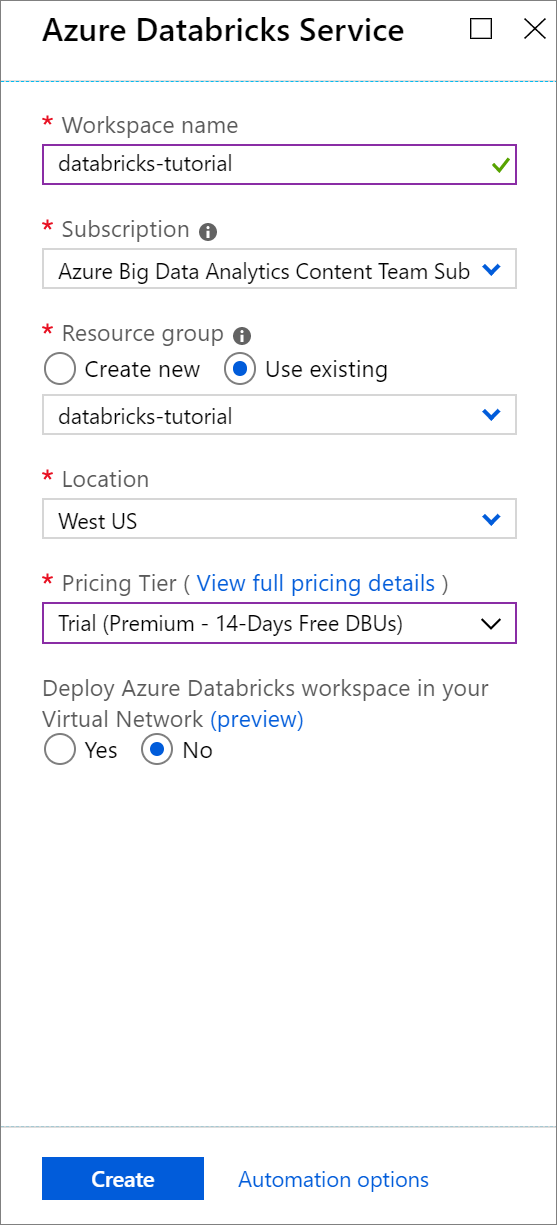 Azure Databricks Service
* Workspace name
databricks-tutorial
* Subscription
Azure Big Data Analytics Content Team Sub
* Resource group
Create new Use existing
databricks-tutorial
* Location
West US
* Pricing Tier ( View full pricing details )
Trial (Premium - 14-Days Free DBUs)
Deploy Azure Databricks workspace in your
Virtual Network (preview)
Yes No
Create Automation options